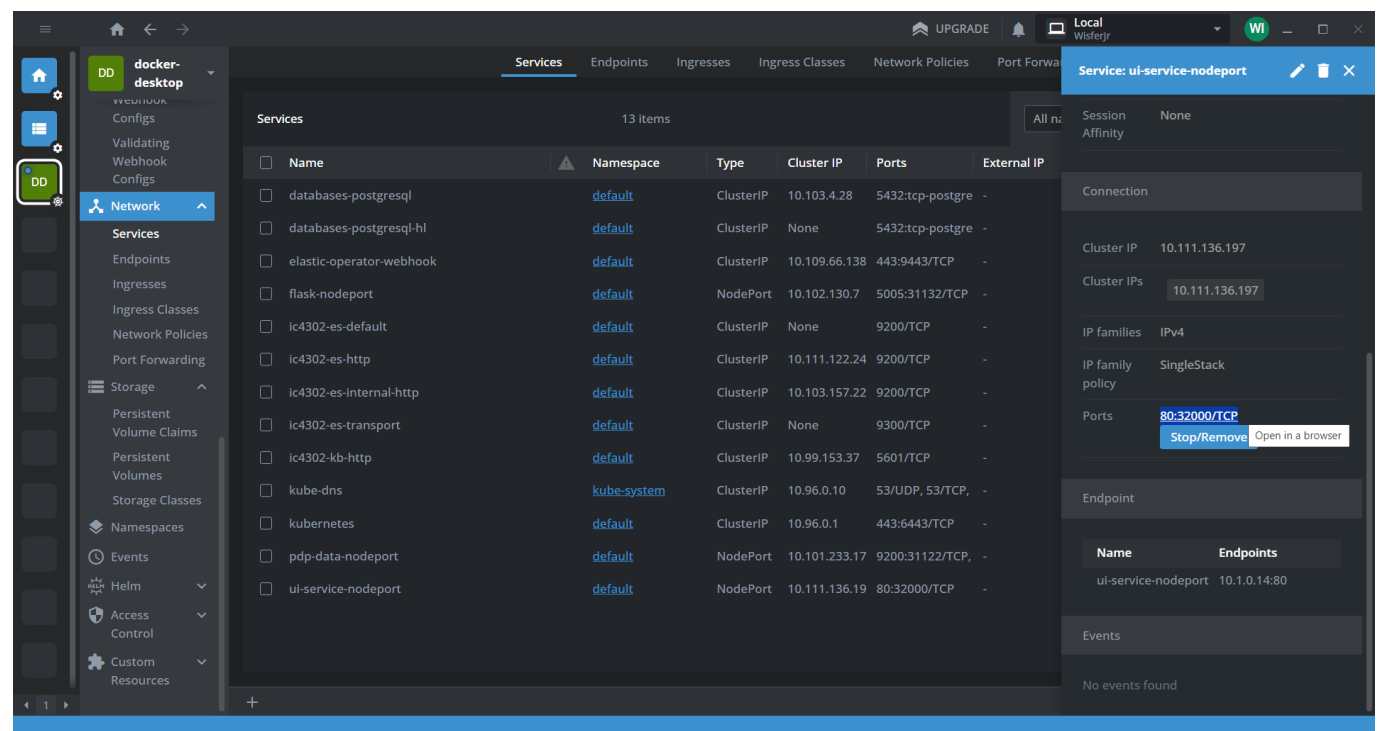 UPGRADE
Local
WisferJr
WI
DD
docker-
desktop
DD
Webhook
Configs
Validating
Webhook
Configs
Network
Services
Endpoints
Ingresses
Ingress Classes
Network Policies
Port Forwarding
Storage
Persistent
Volume Claims
Persistent
Volumes
Storage Classes
Namespaces
Events
HELM
Helm
Access
Control
Custom
Resources
1
Services Endpoints Ingresses Ingress Classes Network Policies Port Forwa
Services 13 items All na
Name Namespace Type Cluster IP Ports External IP
databases-postgresql default ClusterIP 10.103.4.28 5432:tcp-postgre -
databases-postgresql-hl default ClusterIP None 5432:tcp-postgre -
elastic-operator-webhook default ClusterIP 10.109.66.138 443:9443/TCP -
flask-nodeport default NodePort 10.102.130.7 5005:31132/TCP -
ic4302-es-default default ClusterIP None 9200/TCP -
ic4302-es-http default ClusterIP 10.111.122.24 9200/TCP -
ic4302-es-internal-http default ClusterIP 10.103.157.22 9200/TCP -
ic4302-es-transport default ClusterIP None 9300/TCP -
ic4302-kb-http default ClusterIP 10.99.153.37 5601/TCP -
kube-dns kube-system ClusterIP 10.96.0.10 53/UDP, 53/TCP, -
kubernetes default ClusterIP 10.96.0.1 443:6443/TCP -
pdp-data-nodeport default NodePort 10.101.233.17 9200:31122/TCP, -
ui-service-nodeport default NodePort 10.111.136.19 80:32000/TCP -
+
Service: ui-service-nodeport
Session
Affinity
None
Connection
Cluster IP 10.111.136.197
Cluster IPs 10.111.136.197
IP families IPv4
IP family
policy
SingleStack
Ports 80:32000/TCP
Stop/Remove
Open in a browser
Endpoint
Name Endpoints
ui-service-nodeport 10.1.0.14:80
Events
No events found